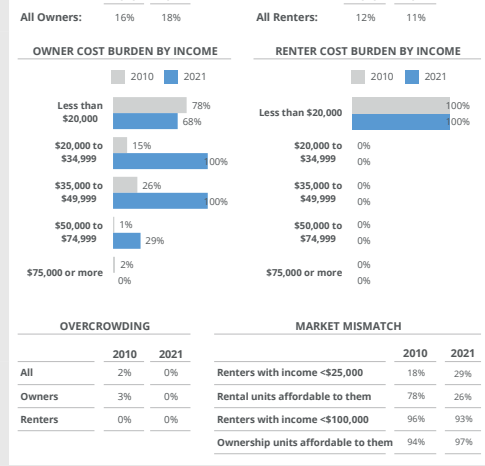 All Owners: 16% 18%
All Renters: 12% 11%
OWNER COST BURDEN BY INCOME
2010 2021
Less than
$20,000
78%
68%
$20,000 to
$34,999
15%
100%
$35,000 to
$49,999
26%
100%
$50,000 to
$74,999
1%
29%
$75,000 or more
2%
0%
RENTER COST BURDEN BY INCOME
2010 2021
Less than $20,000
100%
100%
$20,000 to
$34,999
0%
0%
$35,000 to
$49,999
0%
0%
$50,000 to
$74,999
0%
0%
$75,000 or more
0%
0%
OVERCROWDING
2010 2021
All 2% 0%
Owners 3% 0%
Renters 0% 0%
MARKET MISMATCH
2010 2021
Renters with income <$25,000 18% 29%
Rental units affordable to them 78% 26%
Renters with income <$100,000 96% 93%
Ownership units affordable to them 94% 97%